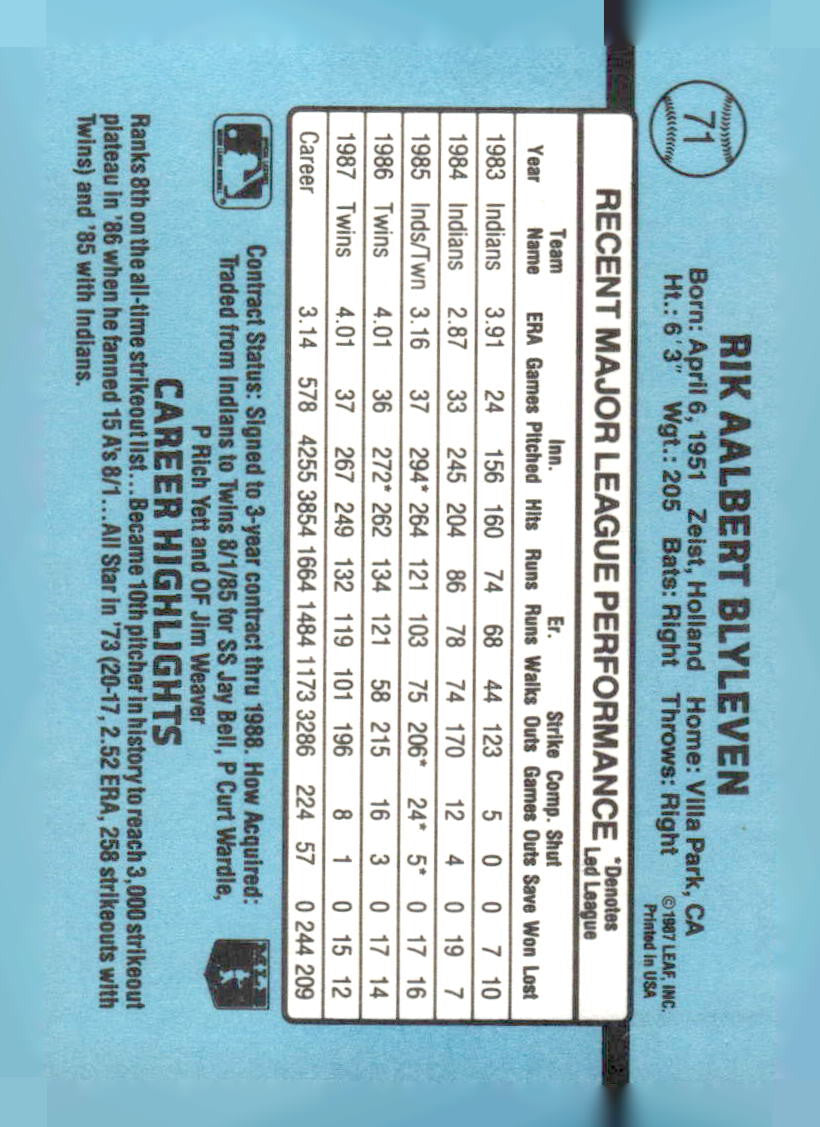 71
RIK AALBERT BLYLEVEN
Born: April 6, 1951 Zeist, Holland Home: Villa Park, CA
Ht.: 6'3" Wgt.: 205 Bats: Right Throws: Right
©1987 LEAF, INC.
Printed in USA
RECENT MAJOR LEAGUE PERFORMANCE *Denotes Led League
Year Team Name ERA Games Inn. Pitched Hits Runs Er. Runs Walks Strike Outs Comp. Games Shut Outs Save Won Lost
1983 Indians 3.91 24 156 160 74 68 44 123 5 0 0 7 10
1984 Indians 2.87 33 245 204 86 78 74 170 12 4 0 19 7
1985 Inds/Twn 3.16 37 294* 264 121 103 75 206* 24* 5* 0 17 16
1986 Twins 4.01 36 272* 262 134 121 58 215 16 3 0 17 14
1987 Twins 4.01 37 267 249 132 119 101 196 8 1 0 15 12
Career 3.14 578 4255 3854 1664 1484 1173 3286 224 57 0 244 209
Contract Status: Signed to 3-year contract thru 1988. How Acquired:
Traded from Indians to Twins 8/1/85 for SS Jay Bell, P Curt Wardle,
P Rich Yett and OF Jim Weaver
CAREER HIGHLIGHTS
Ranks 8th on the all-time strikeout list...Became 10th pitcher in history to reach 3,000 strikeout
plateau in '86 when he fanned 15 A's 8/1...All Star in '73 (20-17, 2.52 ERA, 258 strikeouts with
Twins) and '85 with Indians.